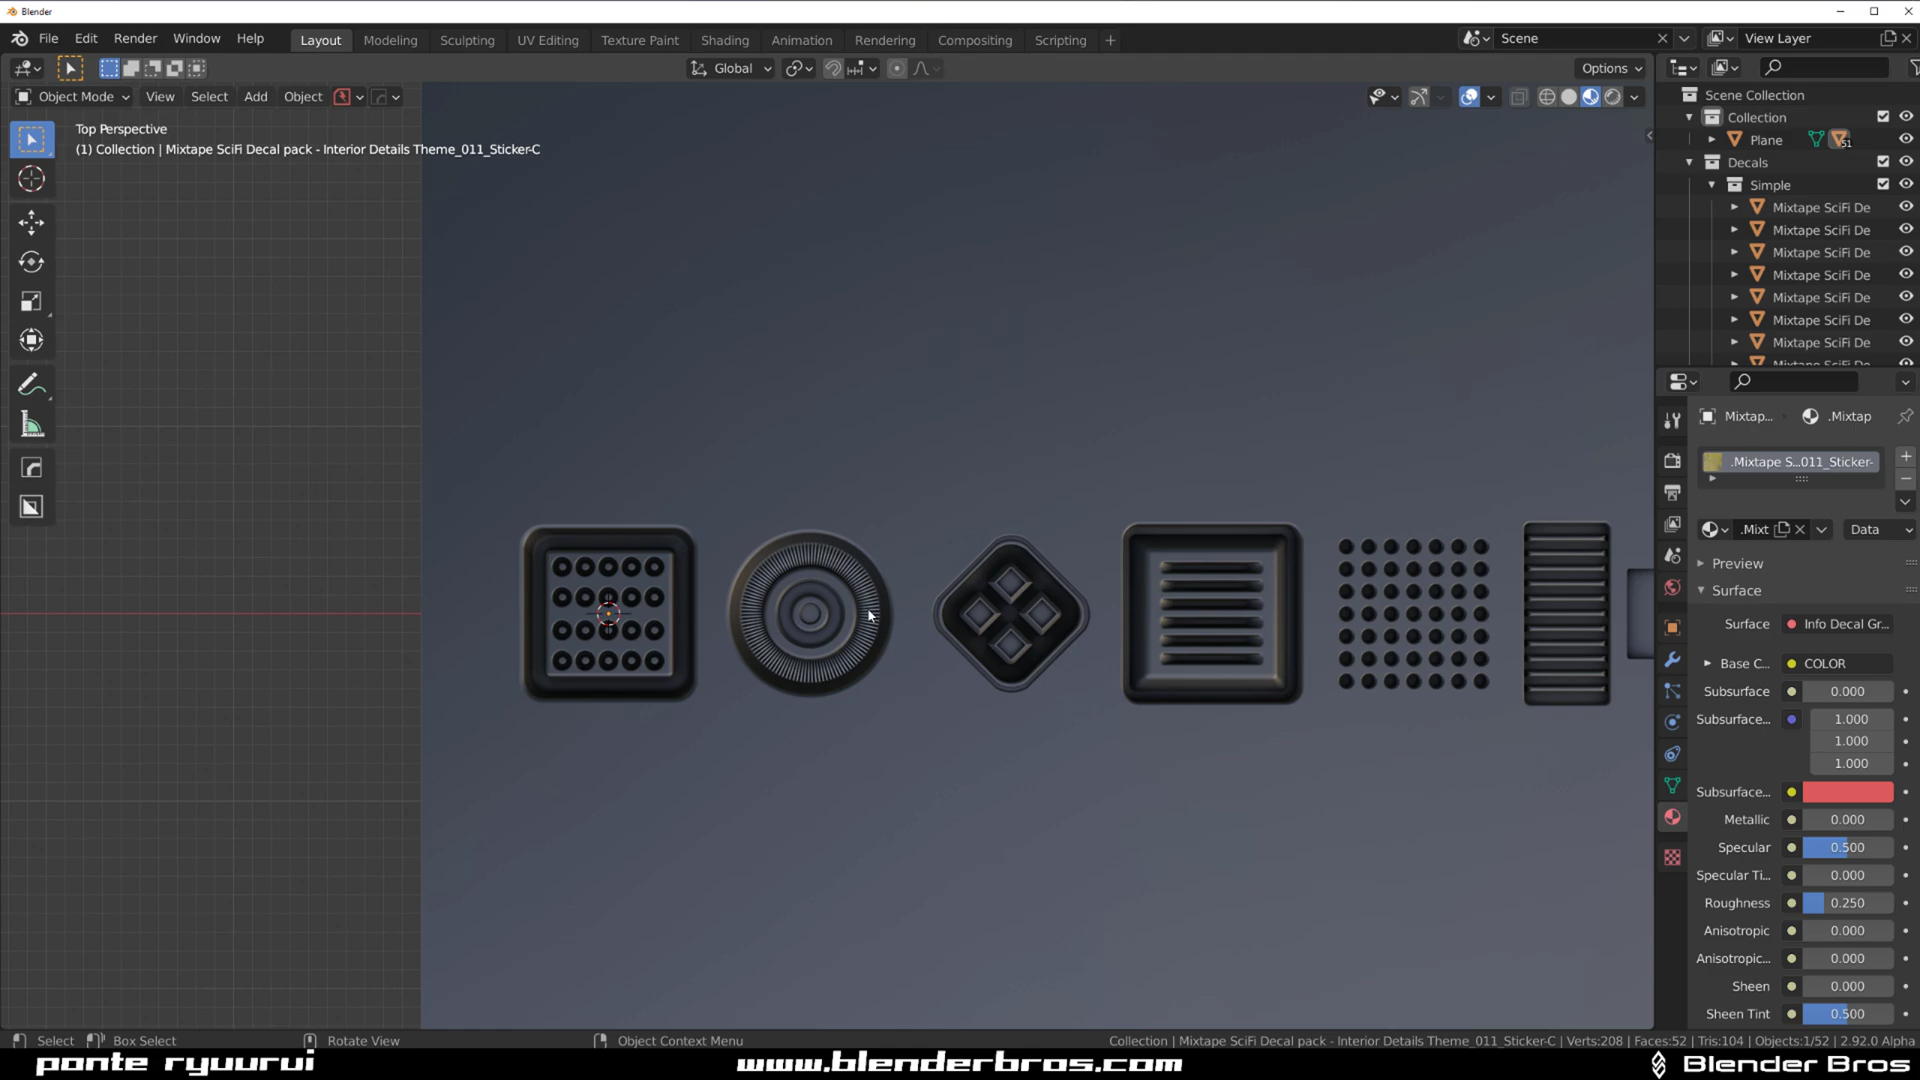 Blender
File Edit Render Window Help Layout Modeling Sculpting UV Editing Texture Paint Shading Animation Rendering Compositing Scripting + Scene View Layer
Global Options
Object Mode View Select Add Object
Top Perspective
(1) Collection | Mixtape SciFi Decal pack - Interior Details Theme_011_Sticker-C
Scene Collection
Collection
Plane 51
Decals
Simple
Mixtape SciFi De
Mixtape SciFi De
Mixtape SciFi De
Mixtape SciFi De
Mixtape SciFi De
Mixtape SciFi De
Mixtape SciFi De
Mixtape SciFi De
Mixtap... .Mixtap
.Mixtape S...011_Sticker-
.Mixt Data
Preview
Surface
Surface Info Decal Gr...
Base C... COLOR
Subsurface 0.000
Subsurface... 1.000
1.000
1.000
Subsurface...
Metallic 0.000
Specular 0.500
Specular Ti... 0.000
Roughness 0.250
Anisotropic 0.000
Anisotropic... 0.000
Sheen 0.000
Sheen Tint 0.500
Select Box Select Rotate View Object Context Menu Collection | Mixtape SciFi Decal pack - Interior Details Theme_011_Sticker-C | Verts:208 | Faces:52 | Tris:104 | Objects:1/52 | 2.92.0 Alpha
ponte ryuurui www.blenderbros.com Blender Bros